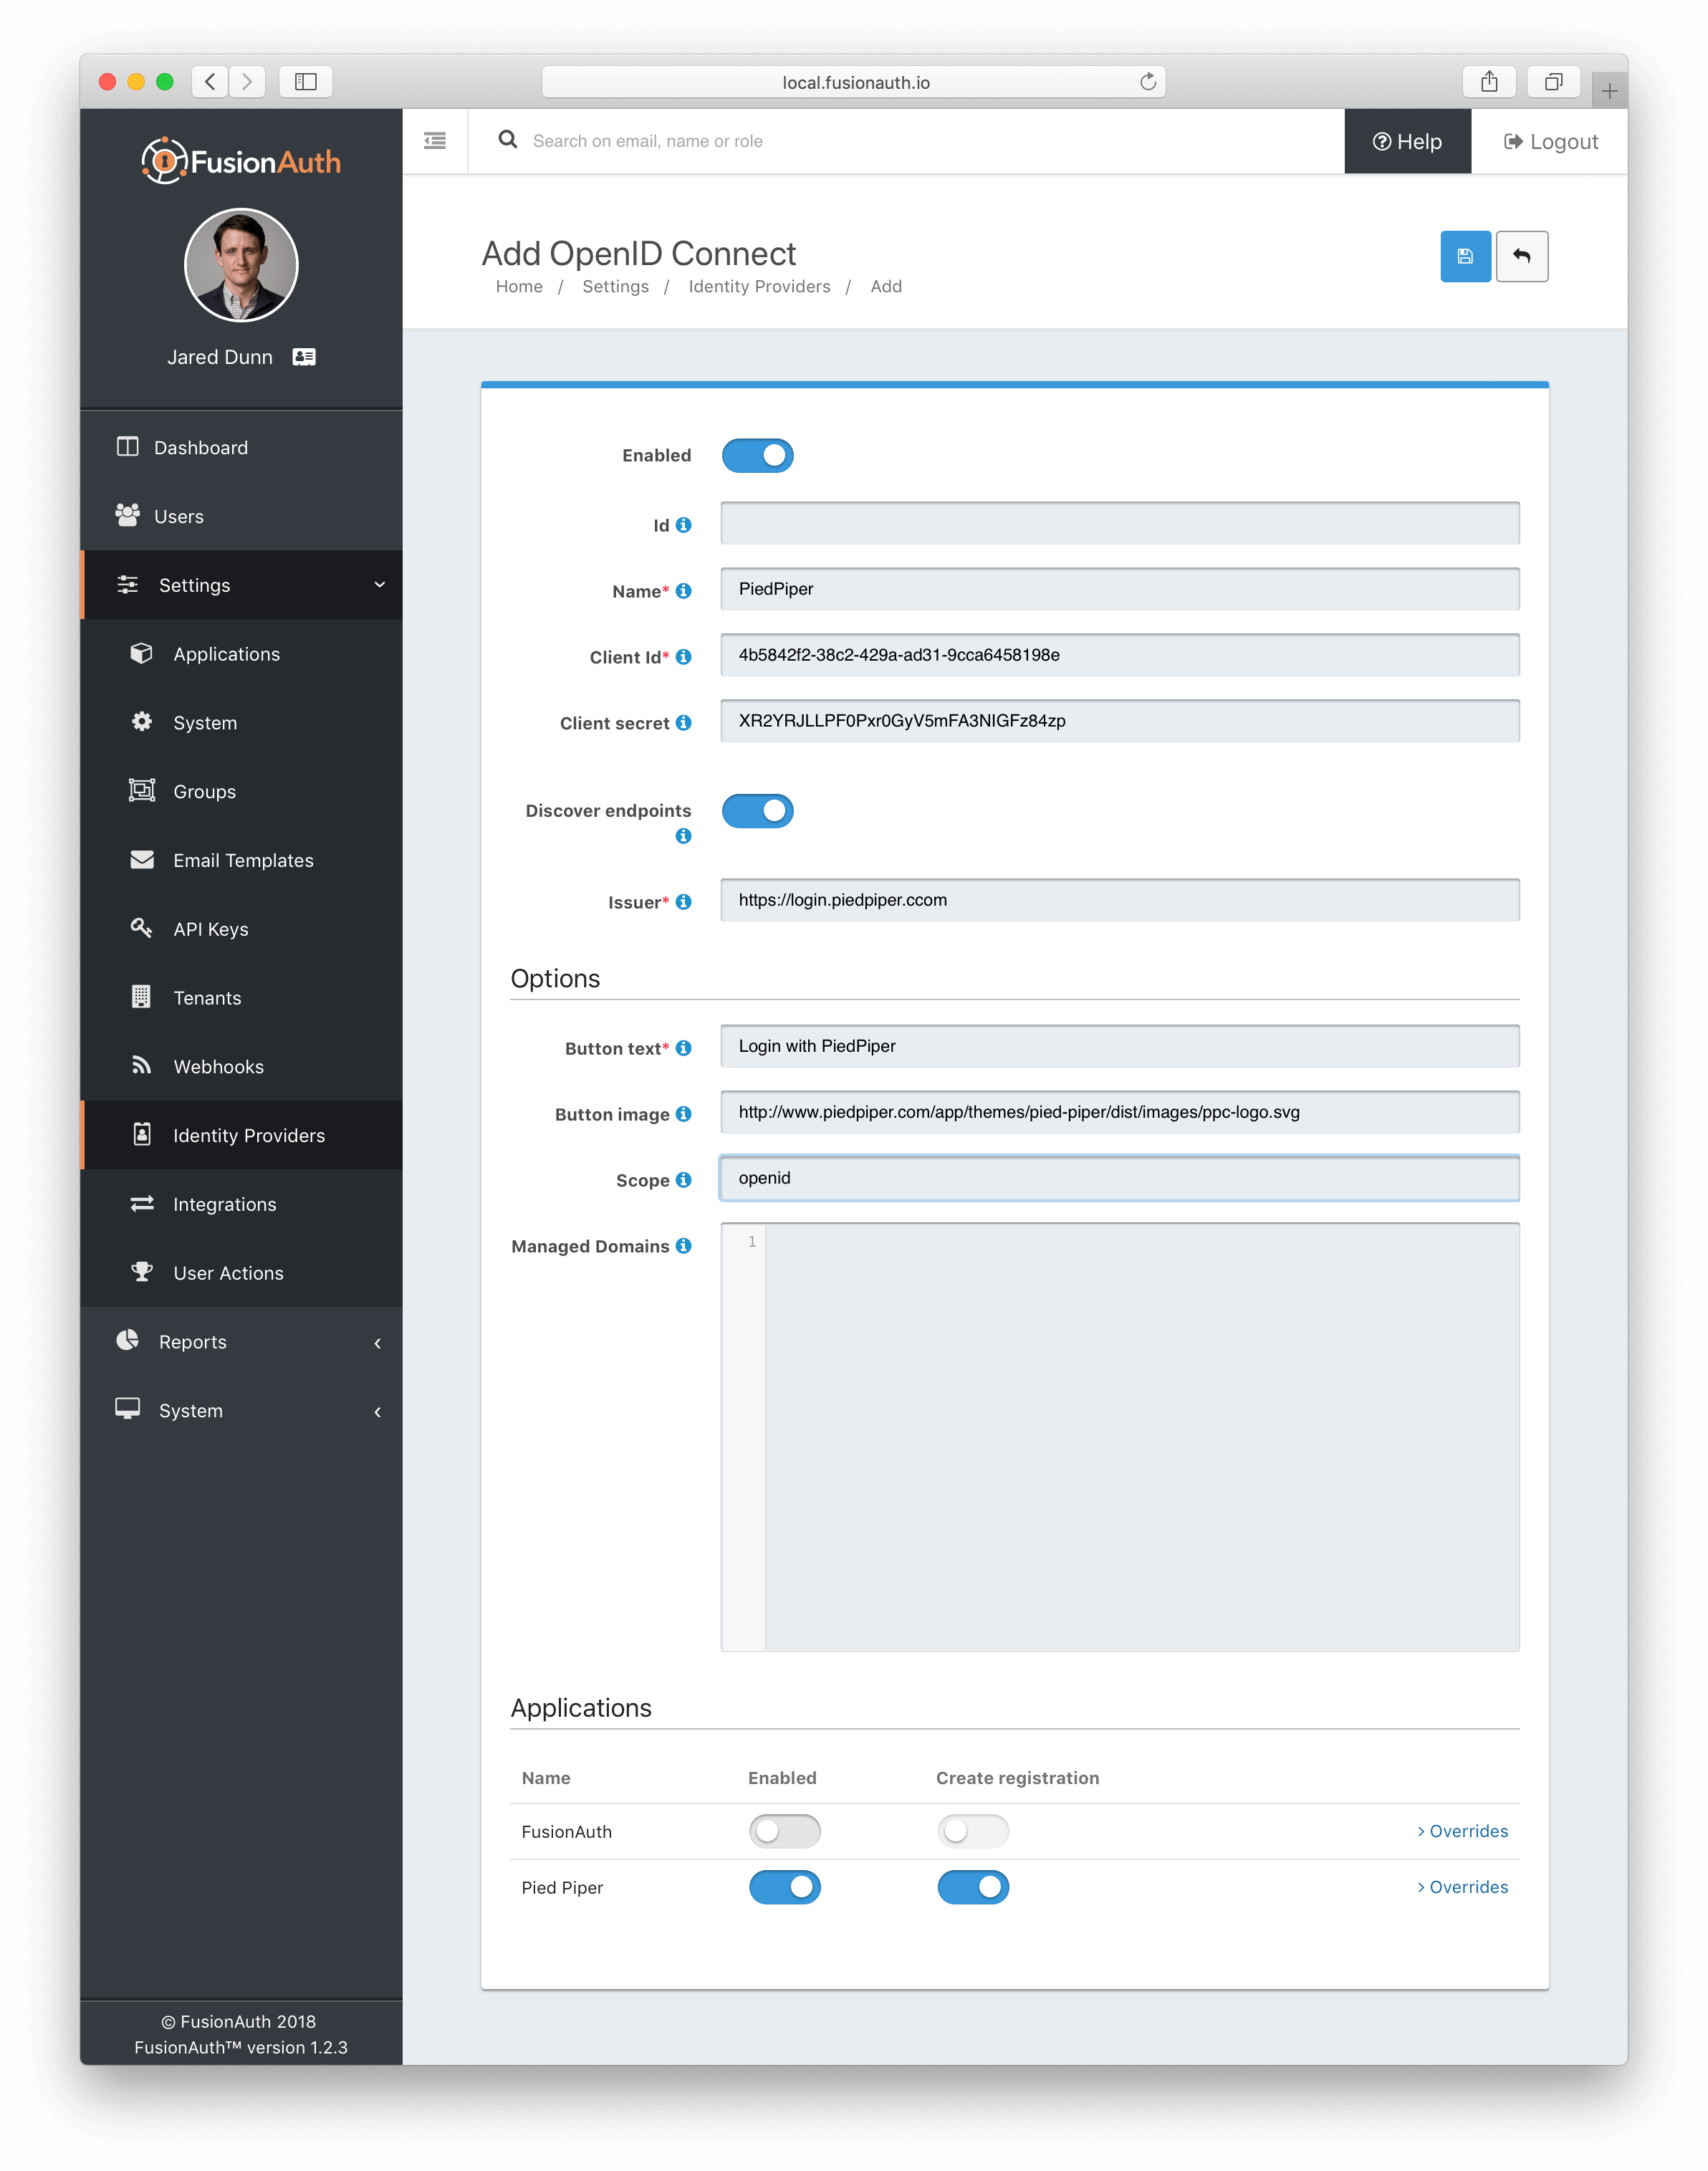 local.fusionauth.io
FusionAuth
Jared Dunn
Dashboard
Users
Settings
Applications
System
Groups
Email Templates
API Keys
Tenants
Webhooks
Identity Providers
Integrations
User Actions
Reports
System
© FusionAuth 2018
FusionAuth™ version 1.2.3
Search on email, name or role
Help
Logout
Add OpenID Connect
Home / Settings / Identity Providers / Add
Enabled
Id
Name* PiedPiper
Client Id* 4b5842f2-38c2-429a-ad31-9cca6458198e
Client secret XR2YRJLLPF0Pxr0GyV5mFA3NIGFz84zp
Discover endpoints
Issuer* https://login.piedpiper.ccom
Options
Button text* Login with PiedPiper
Button image http://www.piedpiper.com/app/themes/pied-piper/dist/images/ppc-logo.svg
Scope openid
Managed Domains 1
Applications
Name Enabled Create registration
FusionAuth Overrides
Pied Piper Overrides